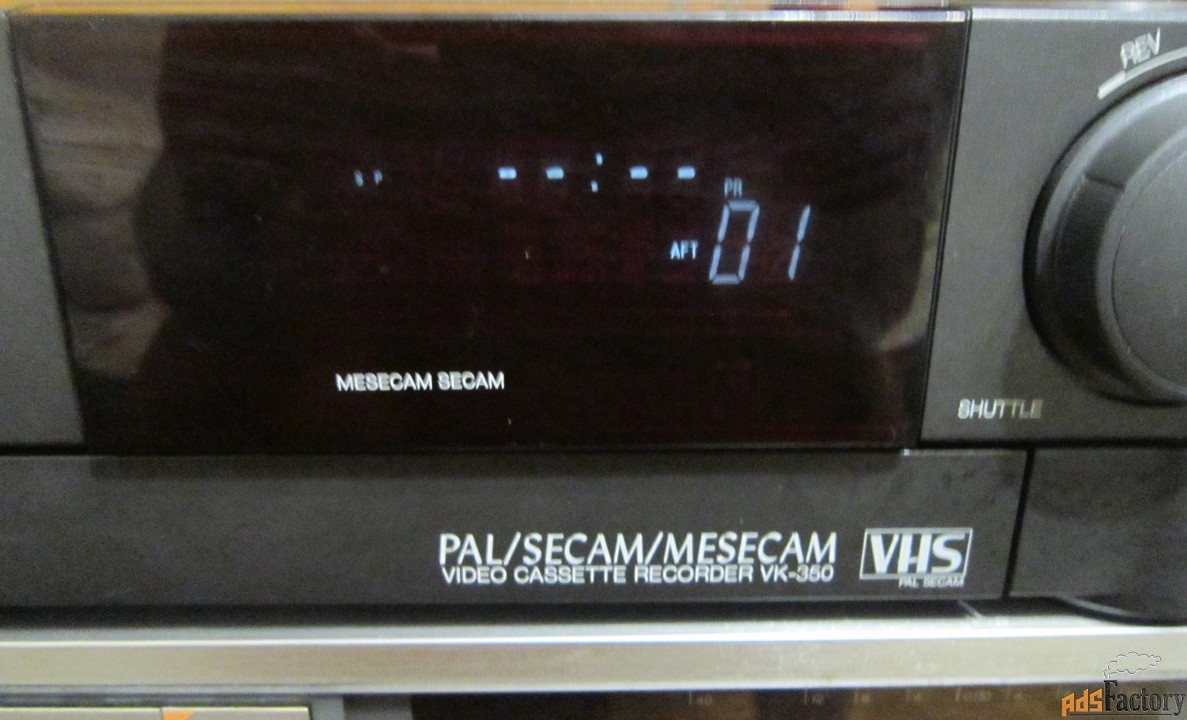 REV
SP
--:--
PR
AFT 01
MESECAM SECAM
SHUTTLE
PAL/SECAM/MESECAM
VIDEO CASSETTE RECORDER VK-350
VHS
PAL SECAM
adsFactory